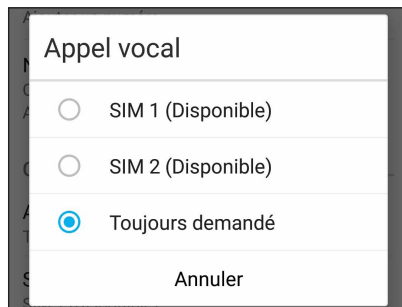 Appel vocal
SIM 1 (Disponible)
SIM 2 (Disponible)
Toujours demandé
Annuler